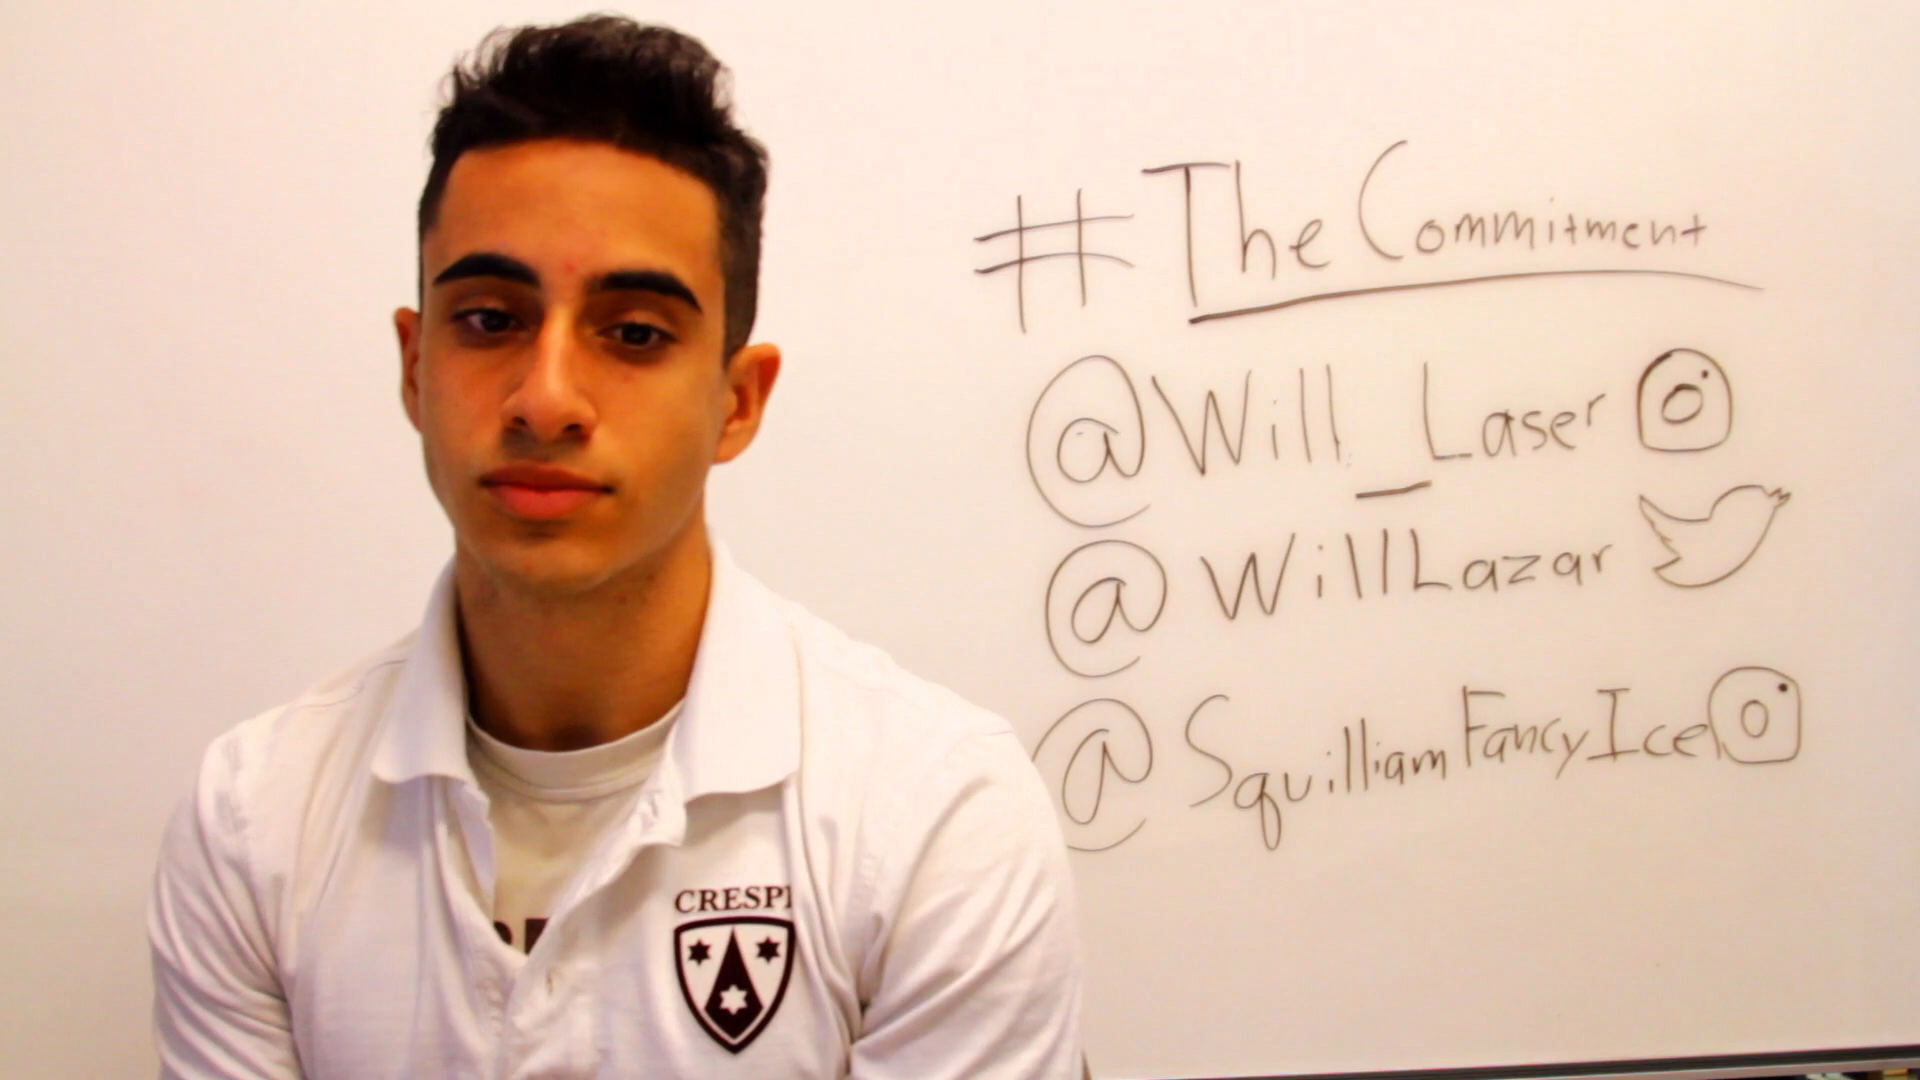 #TheCommitment
@Will_Laser
@WillLazar
@SquilliamFancyIce
CRESPI